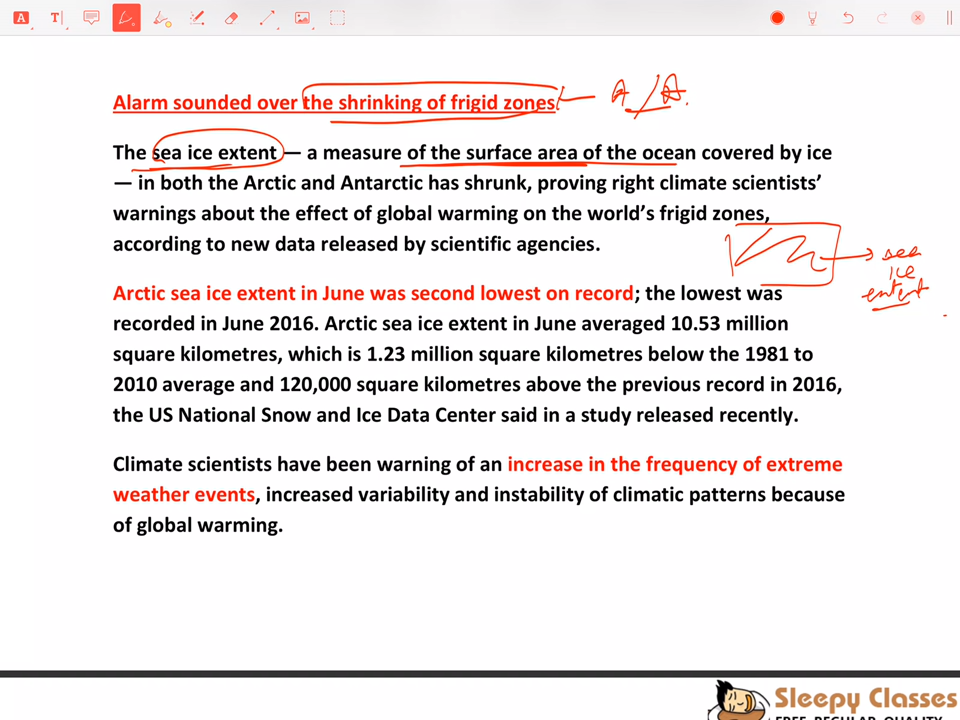 Alarm sounded over the shrinking of frigid zones.
A / A.
The sea ice extent — a measure of the surface area of the ocean covered by ice
— in both the Arctic and Antarctic has shrunk, proving right climate scientists’
warnings about the effect of global warming on the world’s frigid zones,
according to new data released by scientific agencies.
sea
ice
extent
Arctic sea ice extent in June was second lowest on record; the lowest was
recorded in June 2016. Arctic sea ice extent in June averaged 10.53 million
square kilometres, which is 1.23 million square kilometres below the 1981 to
2010 average and 120,000 square kilometres above the previous record in 2016,
the US National Snow and Ice Data Center said in a study released recently.
Climate scientists have been warning of an increase in the frequency of extreme
weather events, increased variability and instability of climatic patterns because
of global warming.
Sleepy Classes
FREE. REGULAR. QUALITY